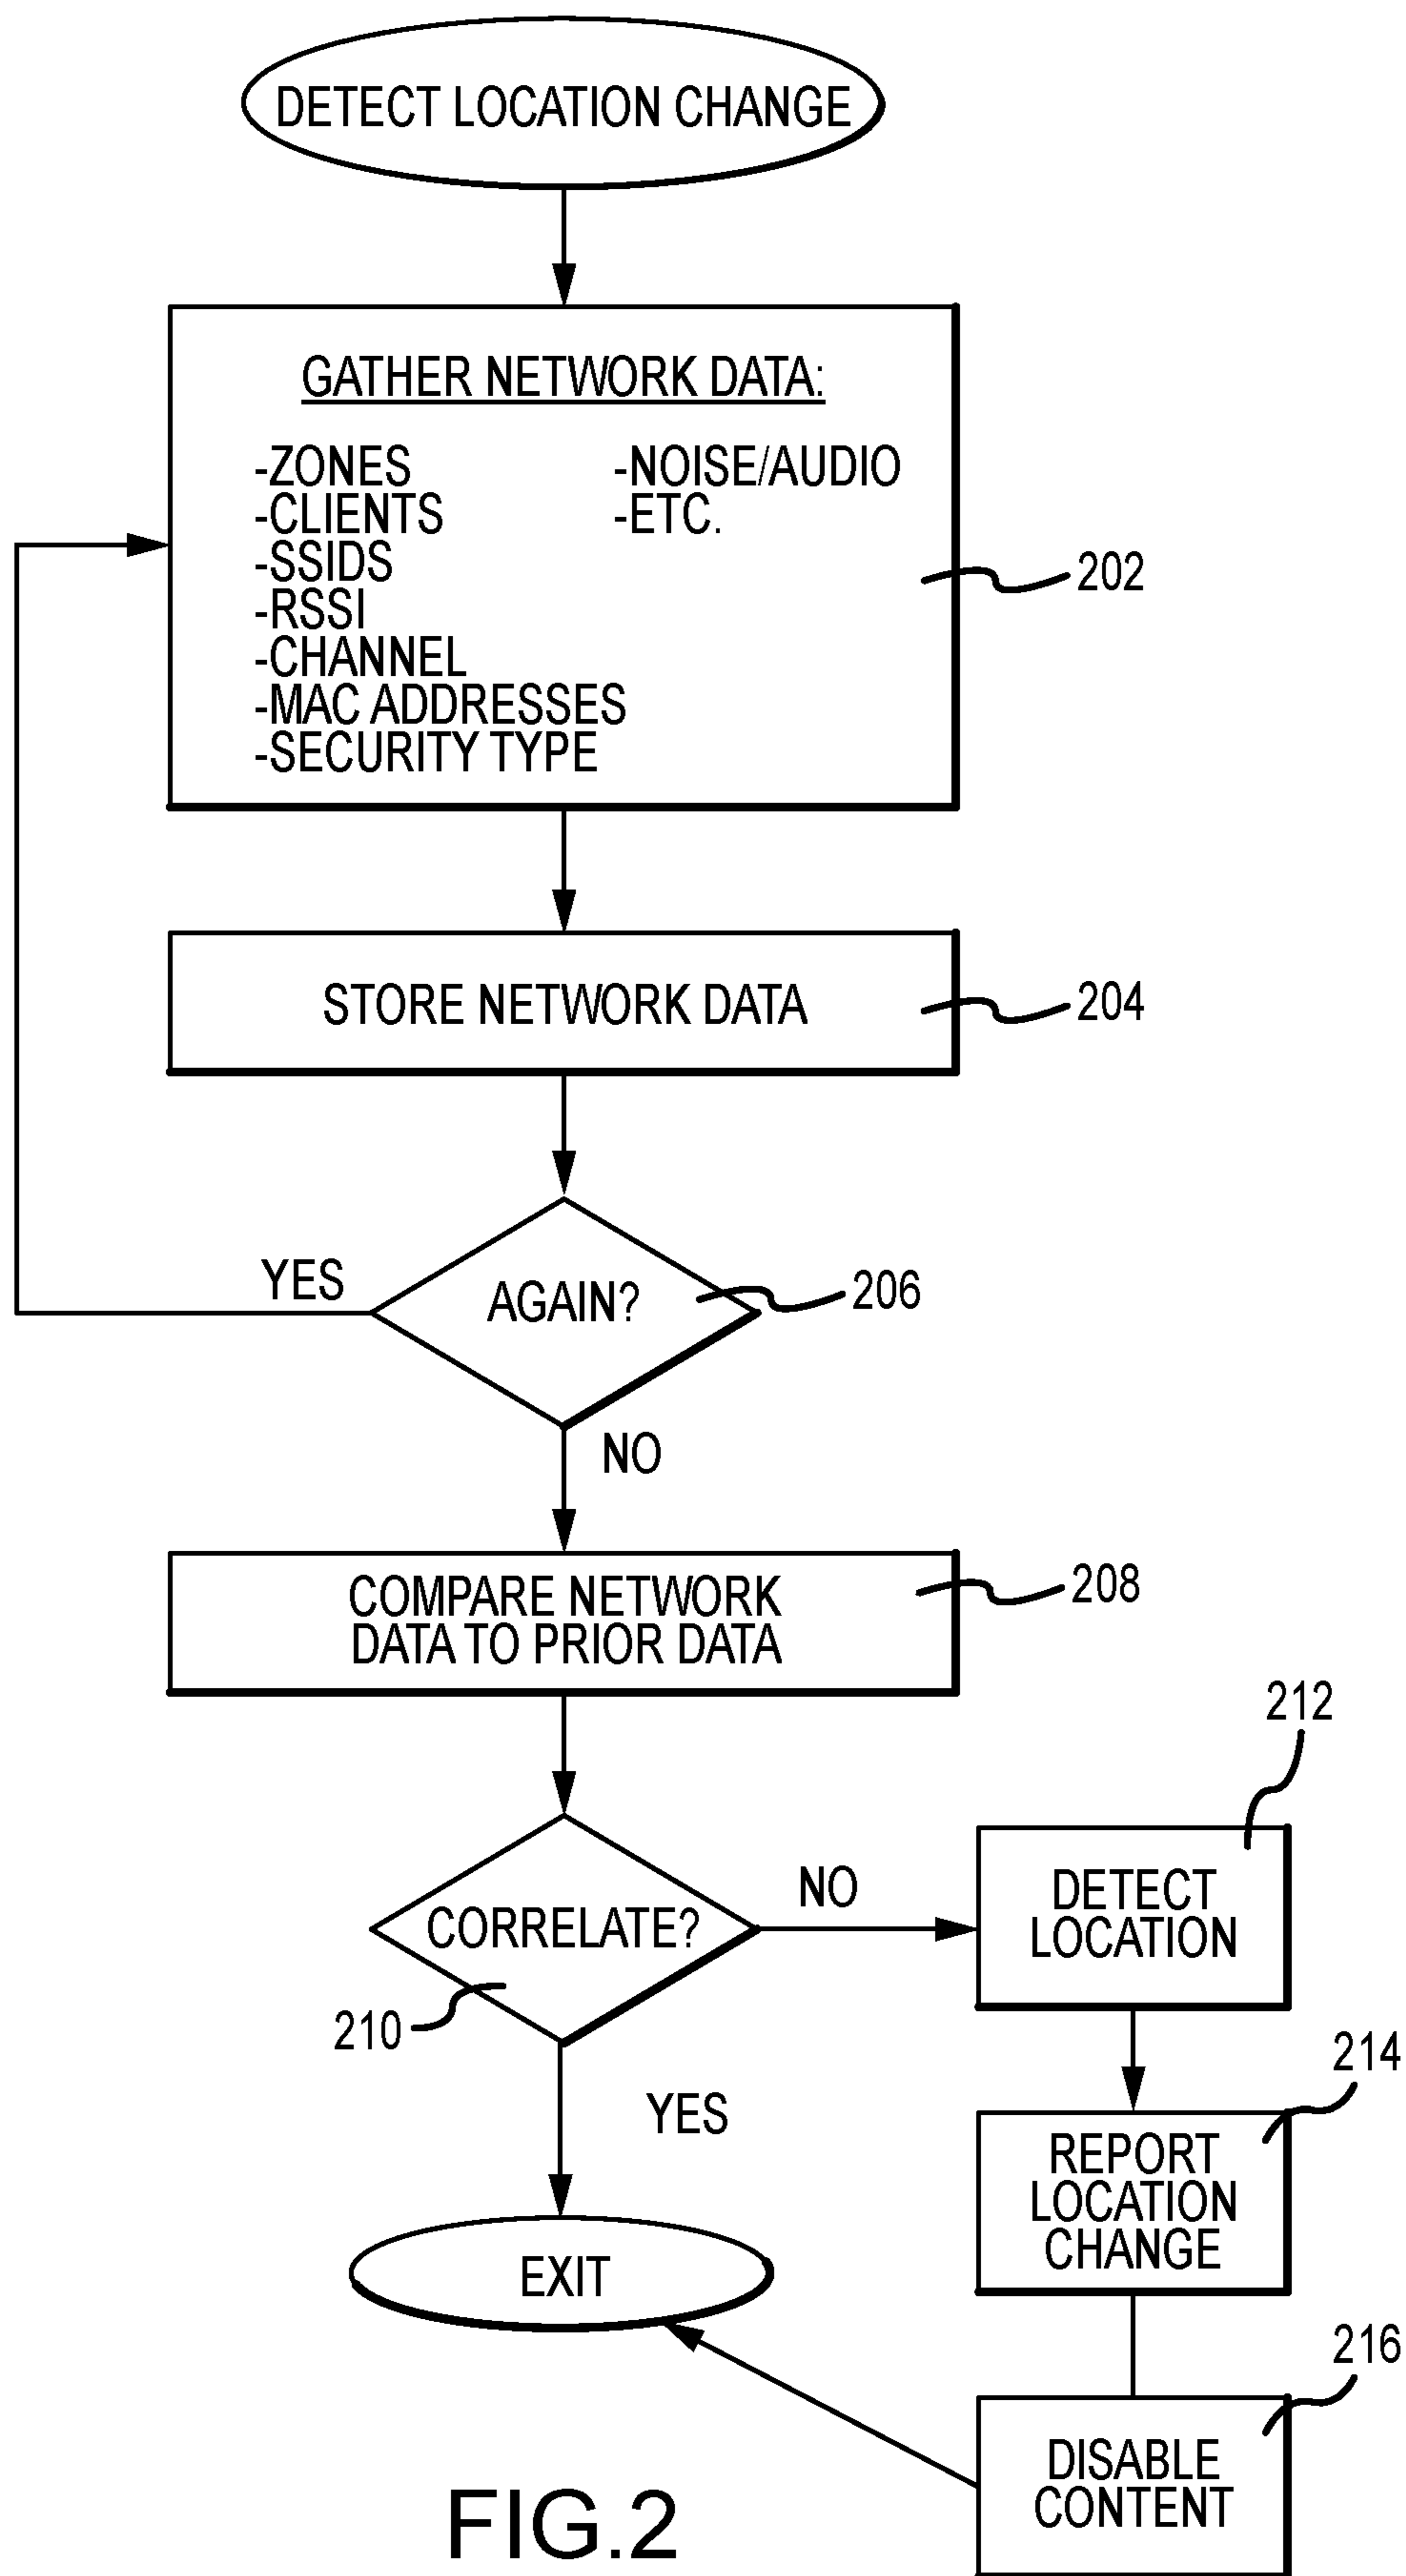 DETECT LOCATION CHANGE
GATHER NETWORK DATA:
-ZONES
-CLIENTS
-SSIDS
-RSSI
-CHANNEL
-MAC ADDRESSES
-SECURITY TYPE
-NOISE/AUDIO
-ETC.
202
STORE NETWORK DATA
204
AGAIN?
206
YES
NO
COMPARE NETWORK
DATA TO PRIOR DATA
208
CORRELATE?
210
NO
YES
212
DETECT
LOCATION
214
REPORT
LOCATION
CHANGE
EXIT
216
DISABLE
CONTENT
FIG.2